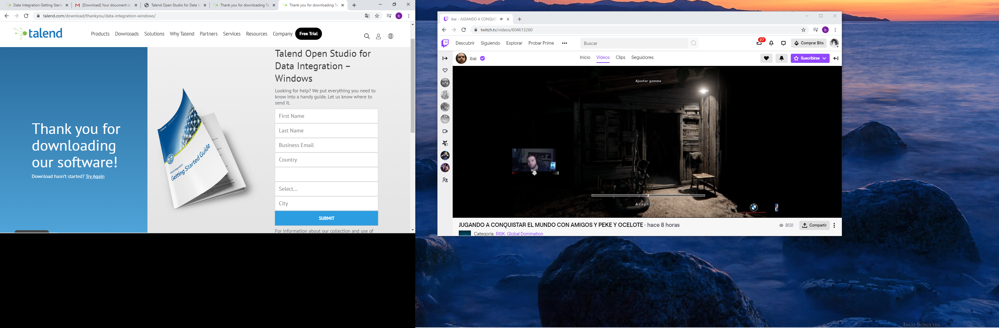 Data Integration Getting Starte
[Download] Your document is
Talend Open Studio for Data In
Thank you for downloading Tal
Thank you for downloading Ta
talend.com/download/thankyou/data-integration-windows/
b
talend
Products
Downloads
Solutions
Why Talend
Partners
Services
Resources
Company
Free Trial
Thank you for
downloading
our software!
Download hasn't started? Try Again
talend
Data Integration
Getting Started Guide
Talend Open Studio for
Data Integration –
Windows
Looking for help? We put everything you need to
know into a handy guide. Let us know where to
send it.
First Name
Last Name
Business Email
Country
Select...
City
SUBMIT
For information about our collection and use of
ibai - JUGANDO A CONQUIS
twitch.tv/videos/604613260
b
Descubrir
Siguiendo
Explorar
Probar Prime
Buscar
27
Comprar Bits
ibai
Inicio
Vídeos
Clips
Seguidores
Suscribirse
Ajustar gamma
Aceptar
JUGANDO A CONQUISTAR EL MUNDO CON AMIGOS Y PEKE Y OCELOTE · hace 8 horas
8131
Compartir
Categoría: RISK: Global Domination
INGO SCHOLTES